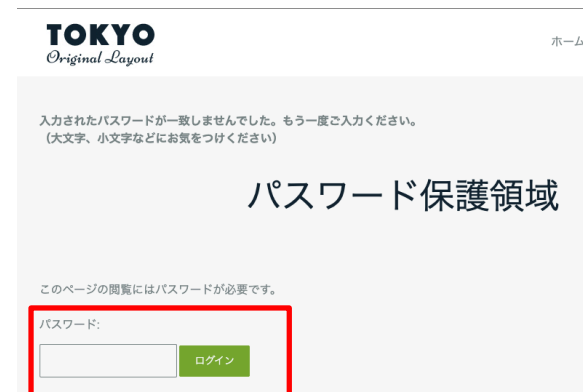 TOKYO
Original Layout
ホーム
入力されたパスワードが一致しませんでした。もう一度ご入力ください。
（大文字、小文字などにお気をつけください）
パスワード保護領域
このページの閲覧にはパスワードが必要です。
パスワード:
ログイン